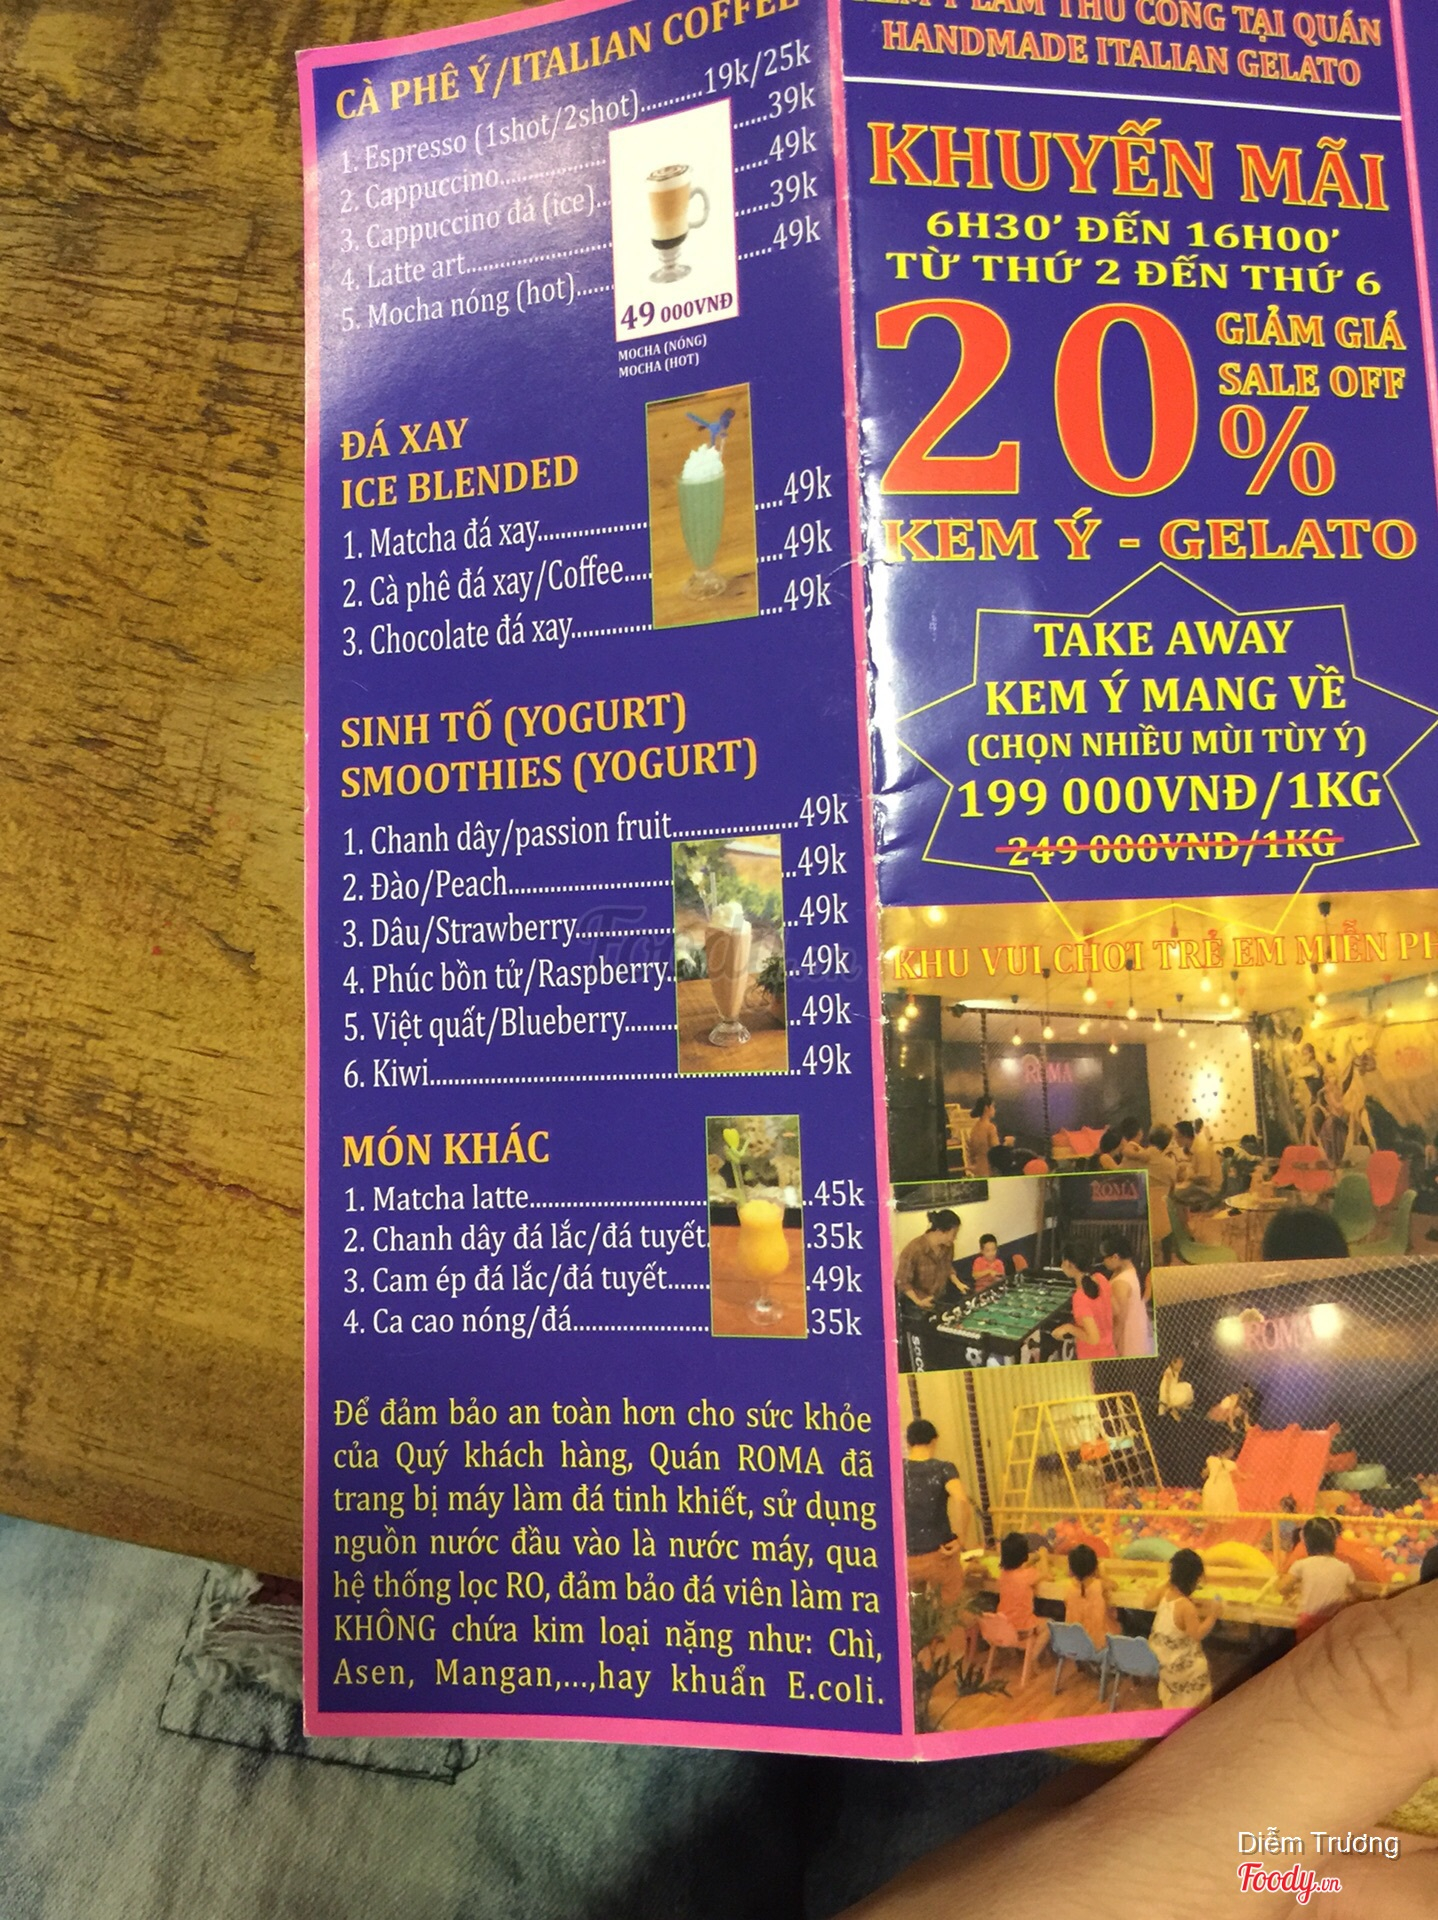 CÀ PHÊ Ý/ITALIAN COFFEE
1. Espresso (1shot/2shot)...........19k/25k
2. Cappuccino........................39k
3. Cappuccino đá (ice).........49k
4. Latte art..............................39k
5. Mocha nóng (hot).............49k
49 000VNĐ
MOCHA (NÓNG)
MOCHA (HOT)
ĐÁ XAY
ICE BLENDED
1. Matcha đá xay......................49k
2. Cà phê đá xay/Coffee.........49k
3. Chocolate đá xay.................49k
SINH TỐ (YOGURT)
SMOOTHIES (YOGURT)
1. Chanh dây/passion fruit....................49k
2. Đào/Peach.............................49k
3. Dâu/Strawberry...................49k
4. Phúc bồn tử/Raspberry....49k
5. Việt quất/Blueberry..........49k
6. Kiwi..........................................................49k
MÓN KHÁC
1. Matcha latte...............................45k
2. Chanh dây đá lắc/đá tuyết..35k
3. Cam ép đá lắc/đá tuyết........49k
4. Ca cao nóng/đá.......................35k
Để đảm bảo an toàn hơn cho sức khỏe
của Quý khách hàng, Quán ROMA đã
trang bị máy làm đá tinh khiết, sử dụng
nguồn nước đầu vào là nước máy, qua
hệ thống lọc RO, đảm bảo đá viên làm ra
KHÔNG chứa kim loại nặng như: Chì,
Asen, Mangan,...,hay khuẩn E.coli.
KEM Ý LÀM THỦ CÔNG TẠI QUÁN
HANDMADE ITALIAN GELATO
KHUYẾN MÃI
6H30' ĐẾN 16H00'
TỪ THỨ 2 ĐẾN THỨ 6
20%
GIẢM GIÁ
SALE OFF
KEM Ý - GELATO
TAKE AWAY
KEM Ý MANG VỀ
(CHỌN NHIỀU MÙI TÙY Ý)
199 000VNĐ/1KG
249 000VNĐ/1KG
KHU VUI CHƠI TRẺ EM MIỄN PH
ROMA
ROMA
ROMA
Foody.vn
Diễm Trương
Foody.vn